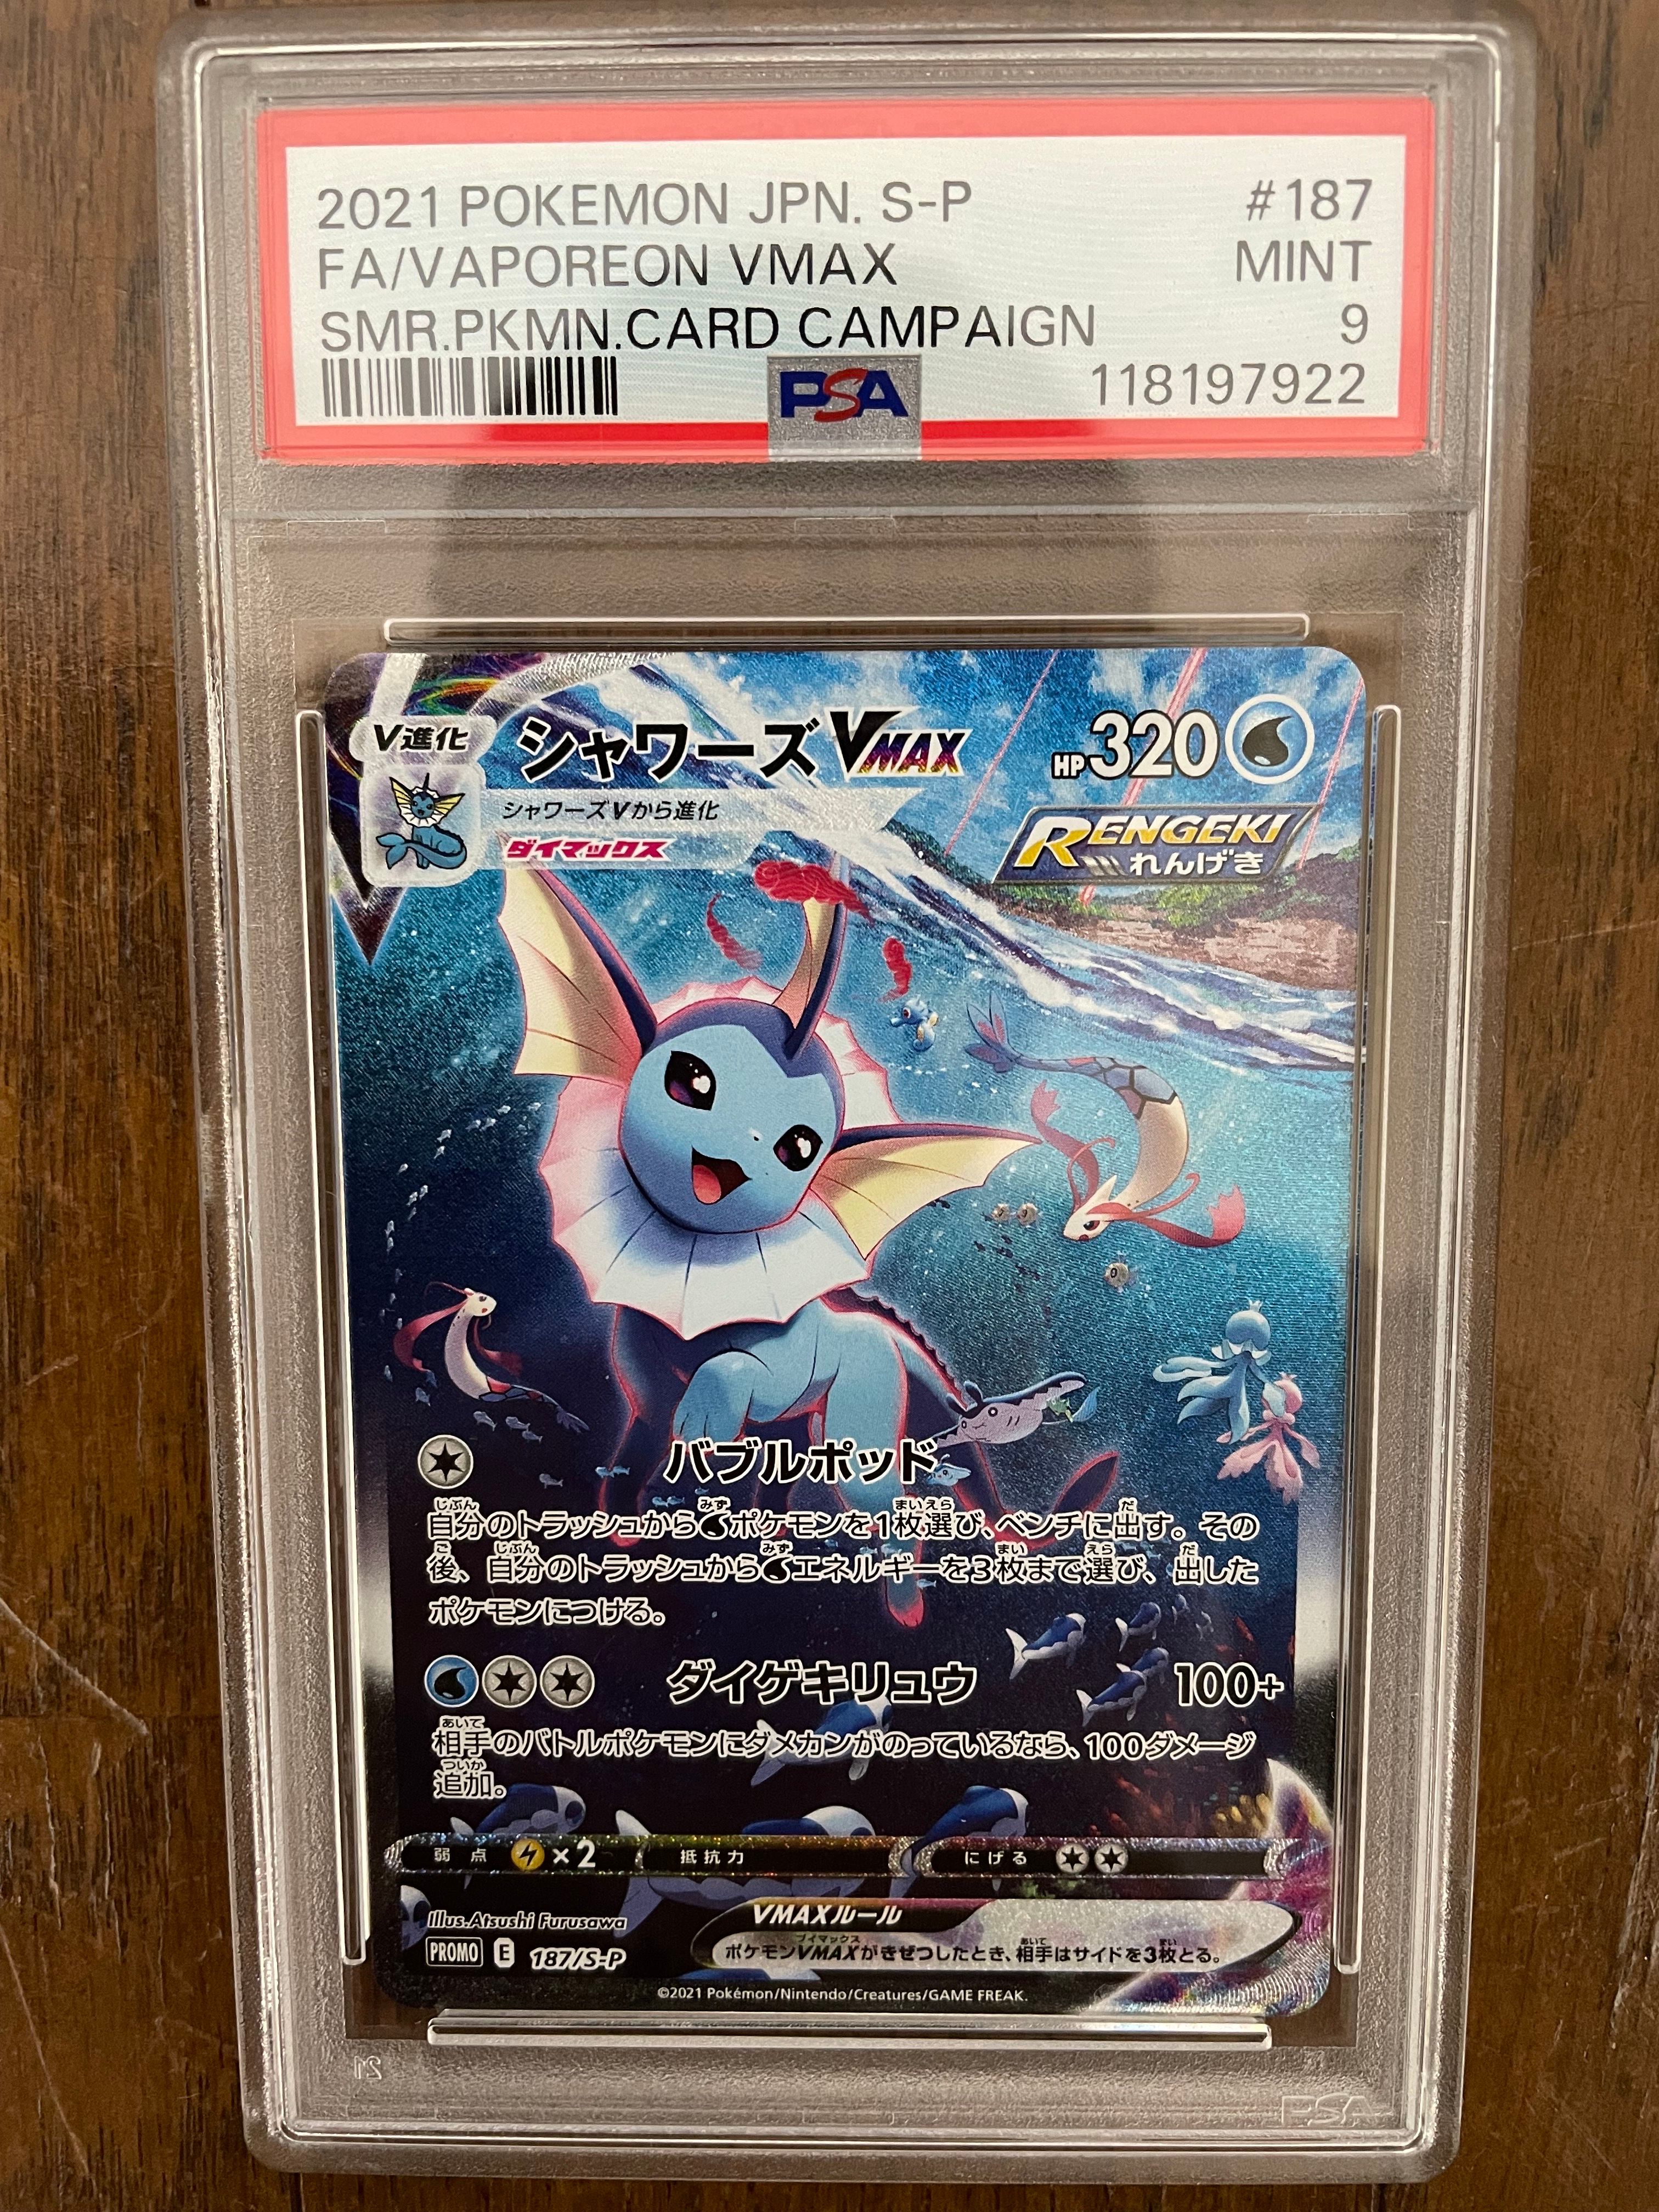 2021 POKEMON JPN. S-P #187
FA/VAPOREON VMAX MINT
SMR.PKMN.CARD CAMPAIGN 9
PSA 118197922
V進化 シャワーズVMAX HP320
シャワーズVから進化
ダイマックス
RENGEKI
れんげき
バブルポッド
自分のトラッシュからポケモンを1枚選び、ベンチに出す。その
後、自分のトラッシュからエネルギーを3枚まで選び、出した
ポケモンにつける。
ダイゲキリュウ 100+
相手のバトルポケモンにダメカンがのっているなら、100ダメージ
追加。
弱点 ×2 抵抗力 にげる
Illus.Atsushi Furusawa
VMAXルール
PROMO E 187/S-P
ポケモンVMAXがきぜつしたとき、相手はサイドを3枚とる。
©2021 Pokémon/Nintendo/Creatures/GAME FREAK.
PSA